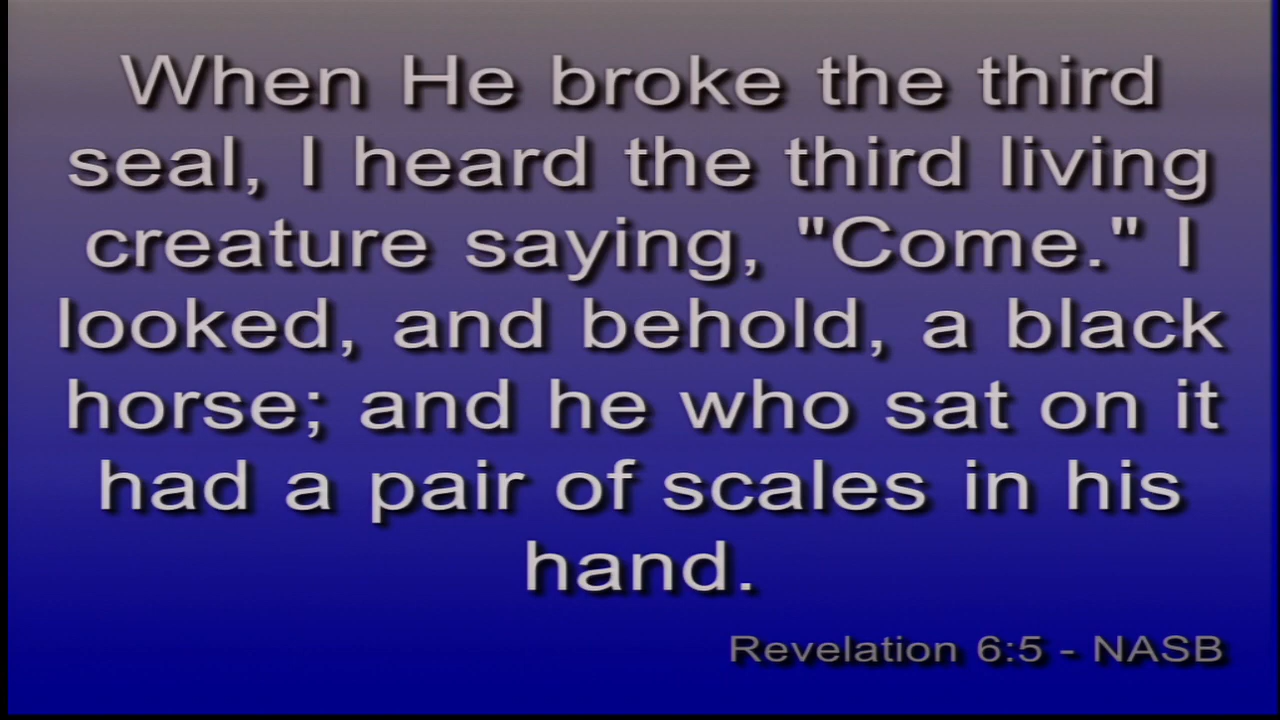 When He broke the third
seal, I heard the third living
creature saying, "Come." I
looked, and behold, a black
horse; and he who sat on it
had a pair of scales in his
hand.
Revelation 6:5 - NASB